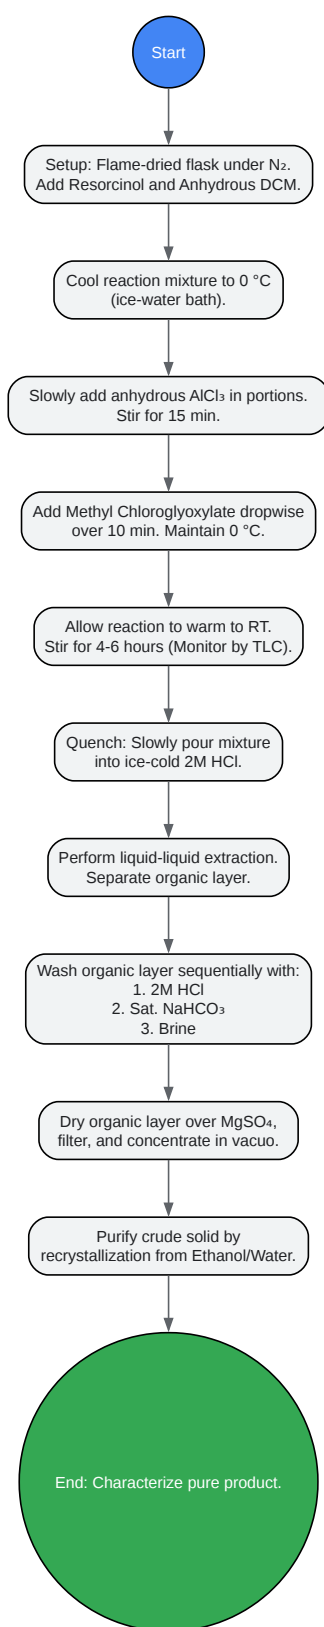 Start
Setup: Flame-dried flask under N₂.
Add Resorcinol and Anhydrous DCM.
Cool reaction mixture to 0 °C
(ice-water bath).
Slowly add anhydrous AlCl₃ in portions.
Stir for 15 min.
Add Methyl Chloroglyoxylate dropwise
over 10 min. Maintain 0 °C.
Allow reaction to warm to RT.
Stir for 4-6 hours (Monitor by TLC).
Quench: Slowly pour mixture
into ice-cold 2M HCl.
Perform liquid-liquid extraction.
Separate organic layer.
Wash organic layer sequentially with:
1. 2M HCl
2. Sat. NaHCO₃
3. Brine
Dry organic layer over MgSO₄,
filter, and concentrate in vacuo.
Purify crude solid by
recrystallization from Ethanol/Water.
End: Characterize pure product.